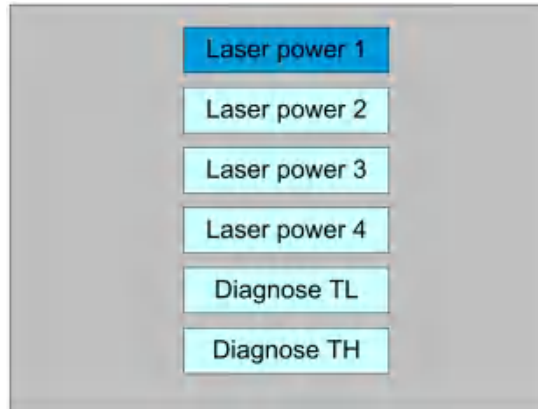 Laser power 1
Laser power 2
Laser power 3
Laser power 4
Diagnose TL
Diagnose TH